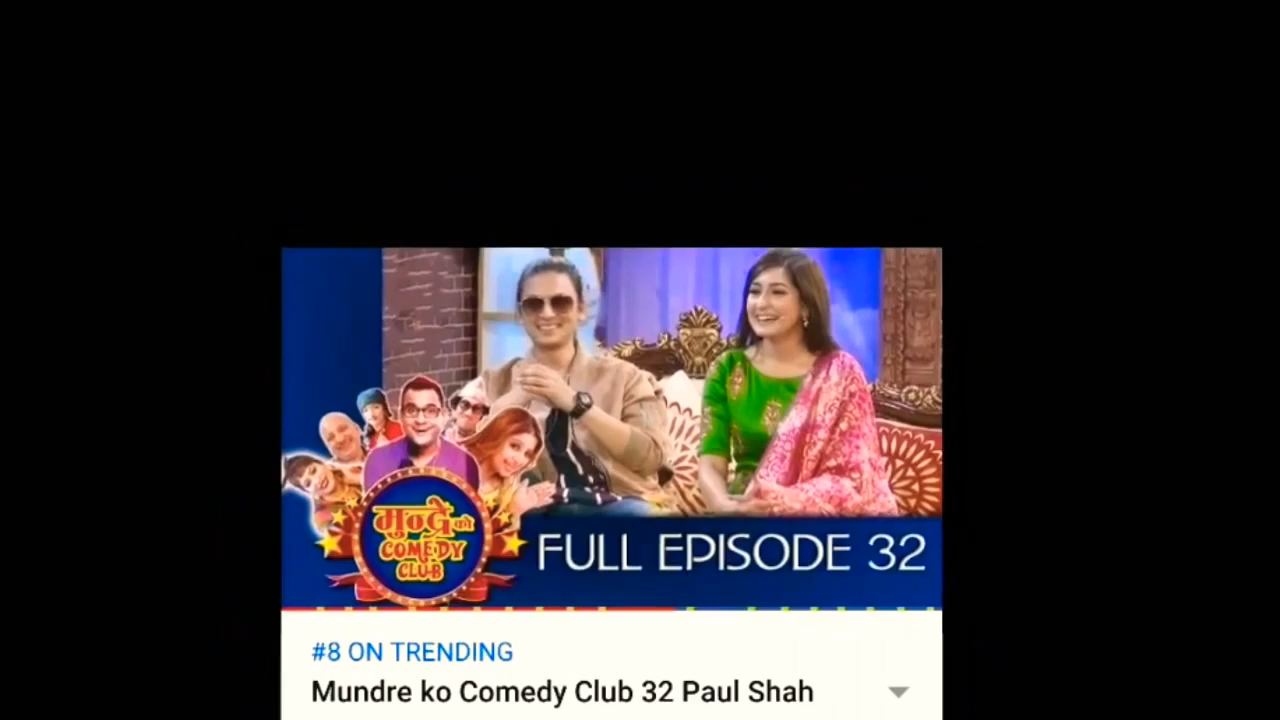 मुन्द्रे को
COMEDY
CLUB
FULL EPISODE 32
#8 ON TRENDING
Mundre ko Comedy Club 32 Paul Shah